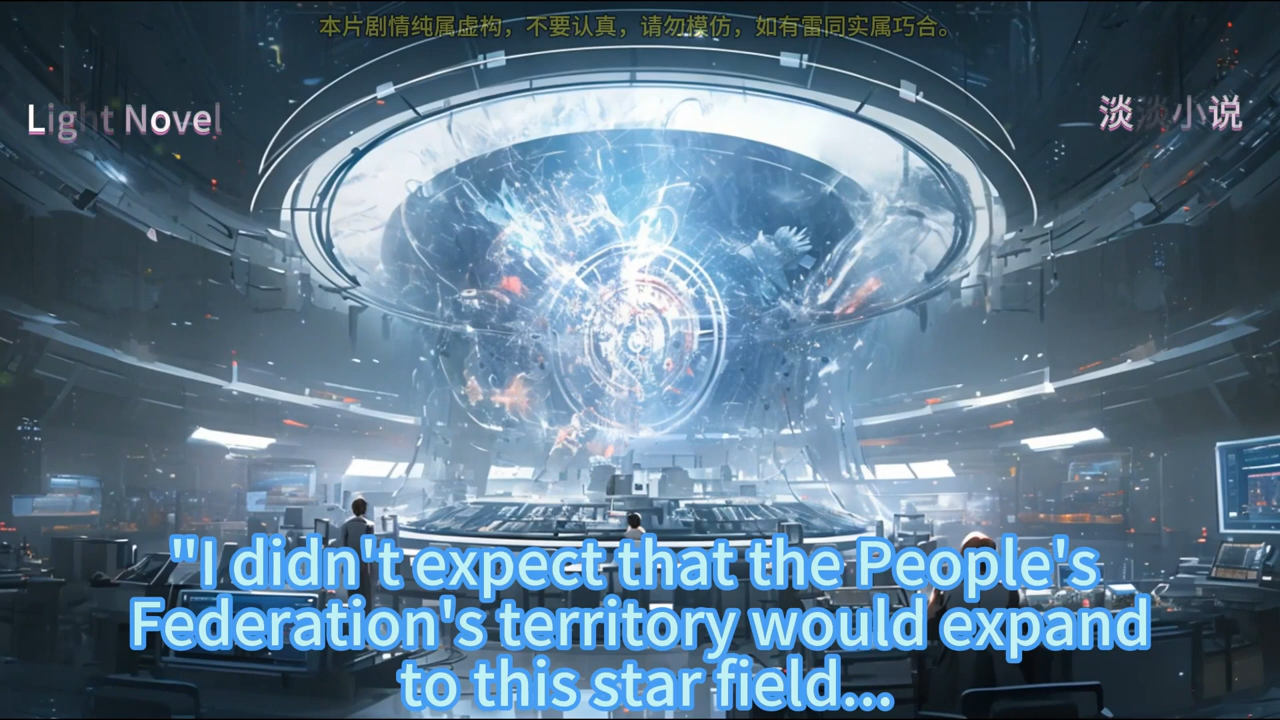 本片剧情纯属虚构，不要认真，请勿模仿，如有雷同实属巧合。
Light Novel
淡淡小说
"I didn't expect that the People's
Federation's territory would expand
to this star field...